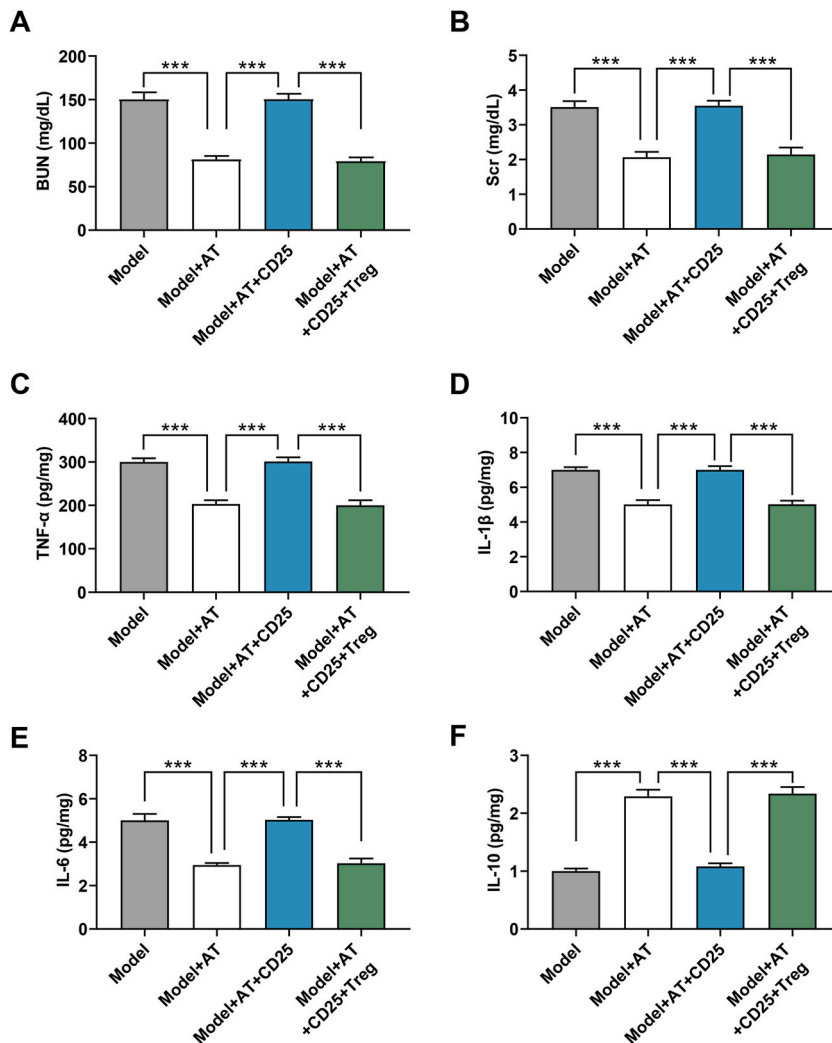 A
BUN (mg/dL)
200
150
100
50
0
*** *** ***
Model
Model+AT
Model+AT+CD25
Model+AT
+CD25+Treg
B
Scr (mg/dL)
5
4
3
2
1
0
*** *** ***
Model
Model+AT
Model+AT+CD25
Model+AT
+CD25+Treg
C
TNF-α (pg/mg)
400
300
200
100
0
*** *** ***
Model
Model+AT
Model+AT+CD25
Model+AT
+CD25+Treg
D
IL-1β (pg/mg)
10
8
6
4
2
0
*** *** ***
Model
Model+AT
Model+AT+CD25
Model+AT
+CD25+Treg
E
IL-6 (pg/mg)
8
6
4
2
0
*** *** ***
Model
Model+AT
Model+AT+CD25
Model+AT
+CD25+Treg
F
IL-10 (pg/mg)
3
2
1
0
*** *** ***
Model
Model+AT
Model+AT+CD25
Model+AT
+CD25+Treg